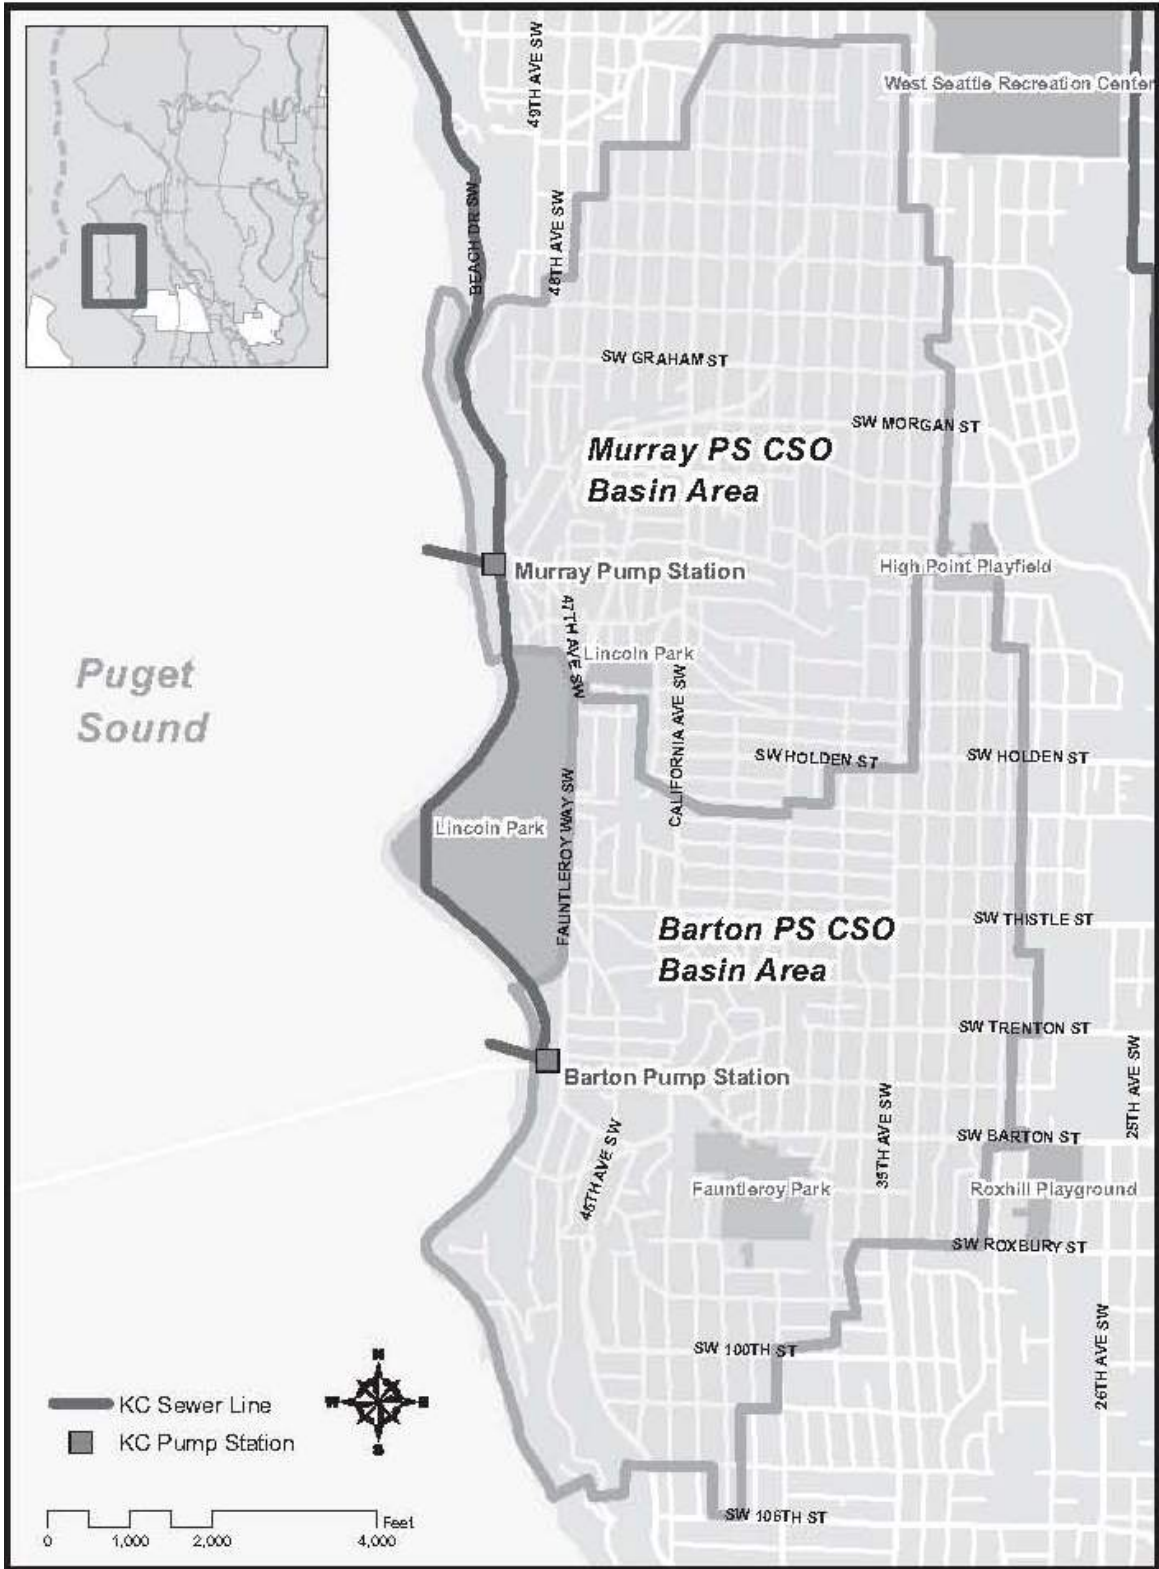 49TH AVE SW
West Seattle Recreation Center
BEACH DR SW
48TH AVE SW
SW GRAHAM ST
SW MORGAN ST
Murray PS CSO
Basin Area
High Point Playfield
Murray Pump Station
47TH AVE SW
Lincoln Park
Puget
Sound
CALIFORNIA AVE SW
SW HOLDEN ST
SW HOLDEN ST
Lincoln Park
FAUNTLEROY WAY SW
SW THISTLE ST
Barton PS CSO
Basin Area
SW TRENTON ST
Barton Pump Station
25TH AVE SW
35TH AVE SW
SW BARTON ST
45TH AVE SW
Fauntleroy Park
Roxhill Playground
SW ROXBURY ST
SW 100TH ST
26TH AVE SW
N
W
E
S
KC Sewer Line
KC Pump Station
Feet
0 1,000 2,000 4,000
SW 106TH ST